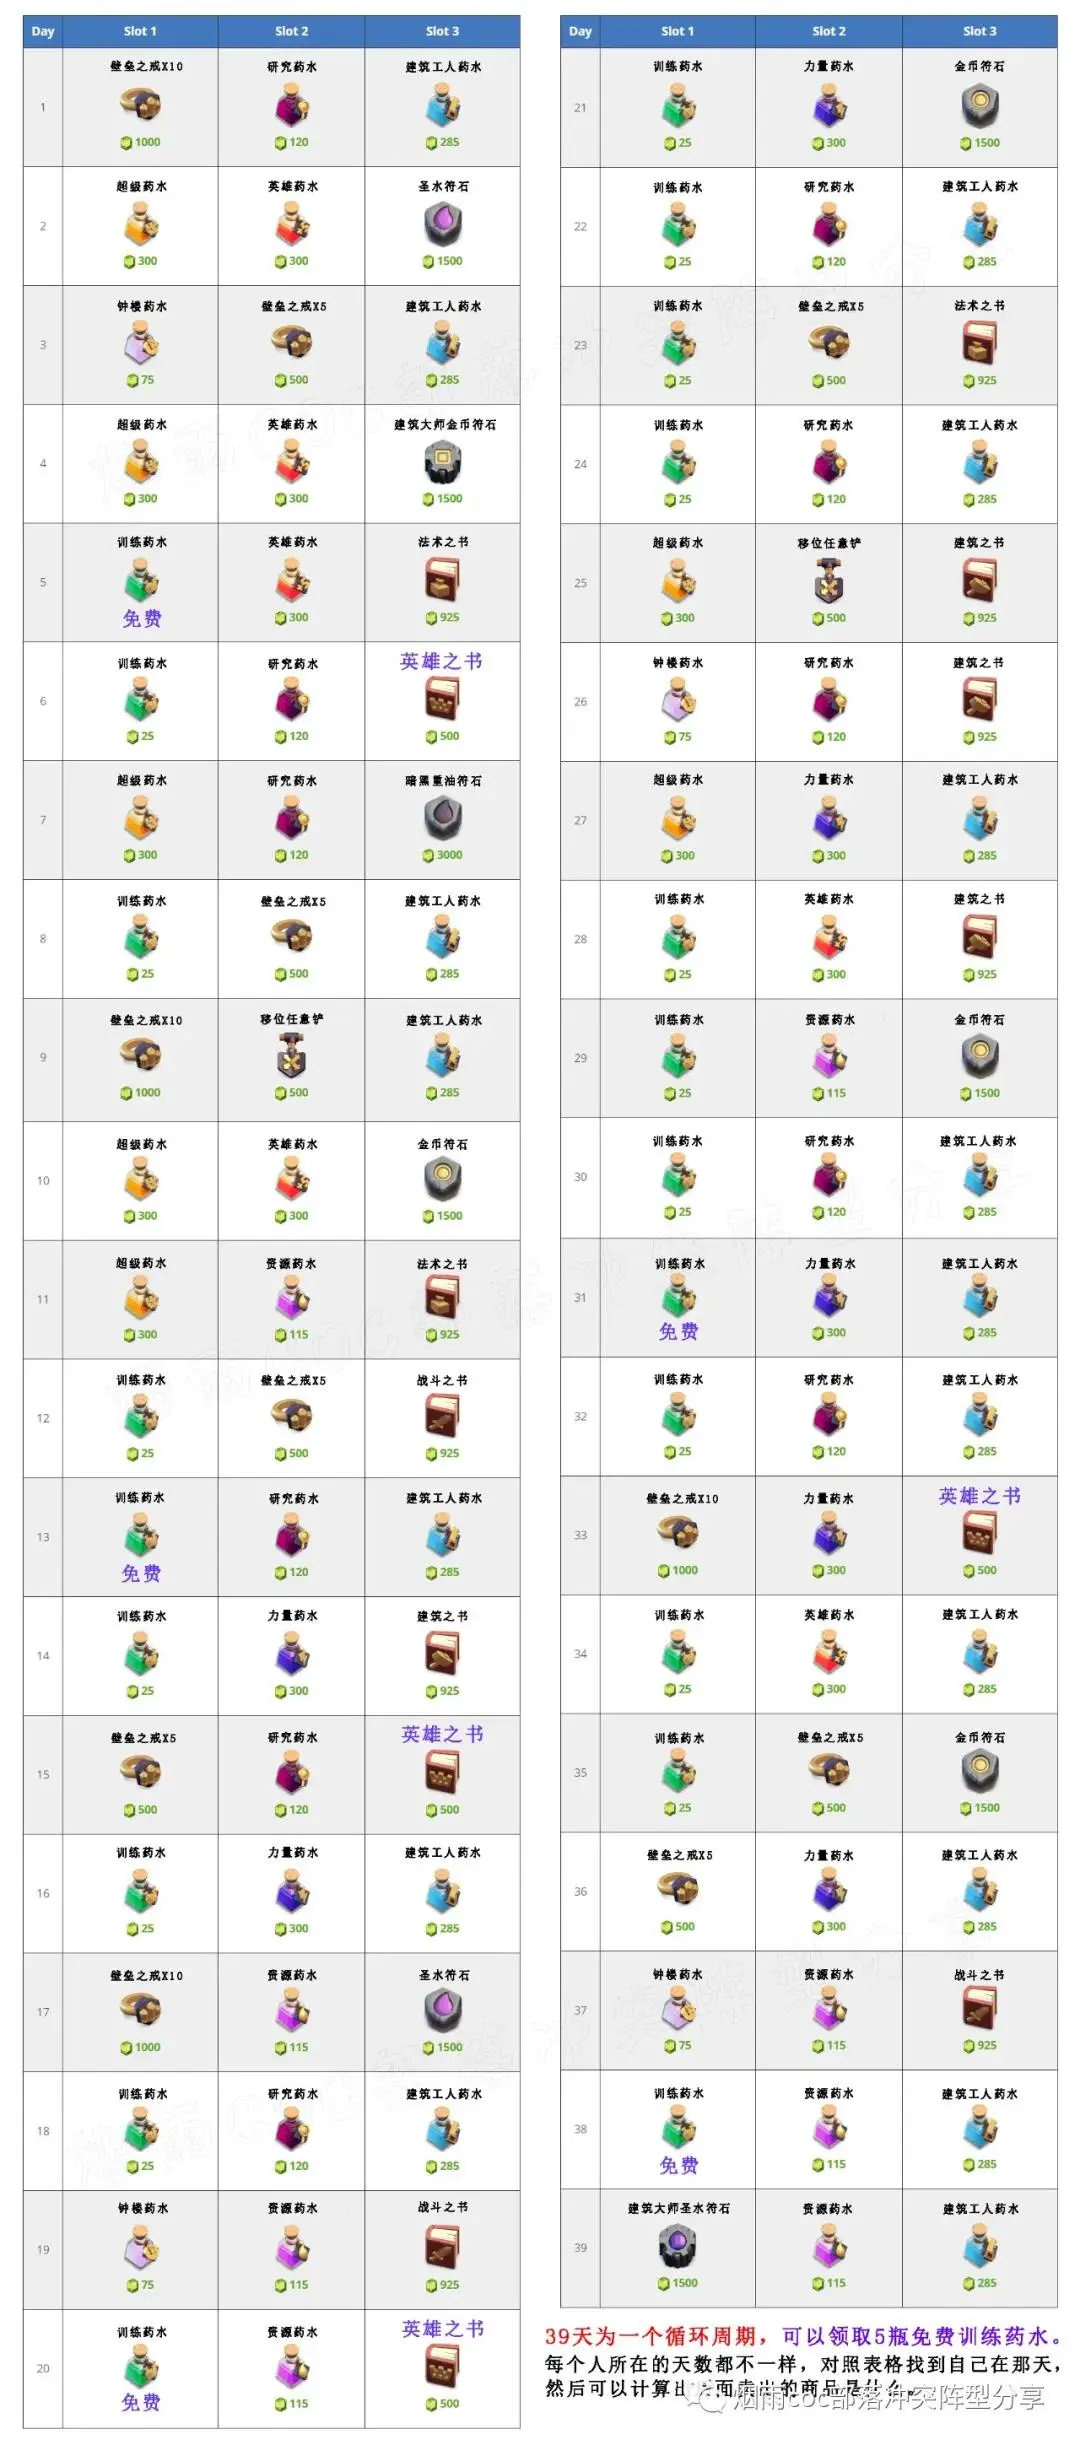 Day Slot 1 Slot 2 Slot 3
壁垒之戒X10 研究药水 建筑工人药水
1
1000 120 285
超级药水 英雄药水 圣水符石
2
300 300 1500
钟楼药水 壁垒之戒X5 建筑工人药水
3
75 500 285
超级药水 英雄药水 建筑大师金币符石
4
300 300 1500
训练药水 英雄药水 法术之书
5
免费 300 925
训练药水 研究药水 英雄之书
6
25 120 500
超级药水 研究药水 暗黑重油符石
7
300 120 3000
训练药水 壁垒之戒X5 建筑工人药水
8
25 500 285
壁垒之戒X10 移位任意铲 建筑工人药水
9
1000 500 285
超级药水 英雄药水 金币符石
10
300 300 1500
超级药水 资源药水 法术之书
11
300 115 925
训练药水 壁垒之戒X5 战斗之书
12
25 500 925
训练药水 研究药水 建筑工人药水
13
免费 120 285
训练药水 力量药水 建筑之书
14
25 300 925
壁垒之戒X5 研究药水 英雄之书
15
500 120 500
训练药水 力量药水 建筑工人药水
16
25 300 285
壁垒之戒X10 资源药水 圣水符石
17
1000 115 1500
训练药水 研究药水 建筑工人药水
18
25 120 285
钟楼药水 资源药水 战斗之书
19
75 115 925
训练药水 资源药水 英雄之书
20
免费 115 500
Day Slot 1 Slot 2 Slot 3
训练药水 力量药水 金币符石
21
25 300 1500
训练药水 研究药水 建筑工人药水
22
25 120 285
训练药水 壁垒之戒X5 法术之书
23
25 500 925
训练药水 研究药水 建筑工人药水
24
25 120 285
超级药水 移位任意铲 建筑之书
25
300 500 925
钟楼药水 研究药水 建筑之书
26
75 120 925
超级药水 力量药水 建筑工人药水
27
300 300 285
训练药水 英雄药水 建筑之书
28
25 300 925
训练药水 资源药水 金币符石
29
25 115 1500
训练药水 研究药水 建筑工人药水
30
25 120 285
训练药水 力量药水 建筑工人药水
31
免费 300 285
训练药水 研究药水 建筑工人药水
32
25 120 285
壁垒之戒X10 力量药水 英雄之书
33
1000 300 500
训练药水 英雄药水 建筑工人药水
34
25 300 285
训练药水 壁垒之戒X5 金币符石
35
25 500 1500
壁垒之戒X5 力量药水 建筑工人药水
36
500 300 285
钟楼药水 资源药水 战斗之书
37
75 115 925
训练药水 资源药水 建筑工人药水
38
免费 115 285
建筑大师圣水符石 资源药水 建筑工人药水
39
1500 115 285
39天为一个循环周期，可以领取5瓶免费训练药水。
每个人所在的天数都不一样，对照表格找到自己在那天，
然后可以计算出 面卖出的商品是什么。
烟雨coc部落冲突阵型分享